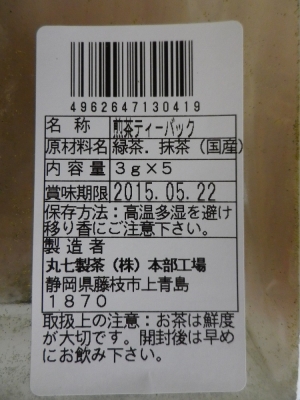 4962647130419
名称 煎茶ティーバック
原材料名 緑茶．抹茶（国産）
内容量 3ｇ×5
賞味期限 2015.05.22
保存方法：高温多湿を避け
移り香にご注意下さい。
製造者
丸七製茶（株）本部工場
静岡県藤枝市上青島
1870
取扱上の注意：お茶は鮮度
が大切です。開封後は早め
にお飲み下さい。